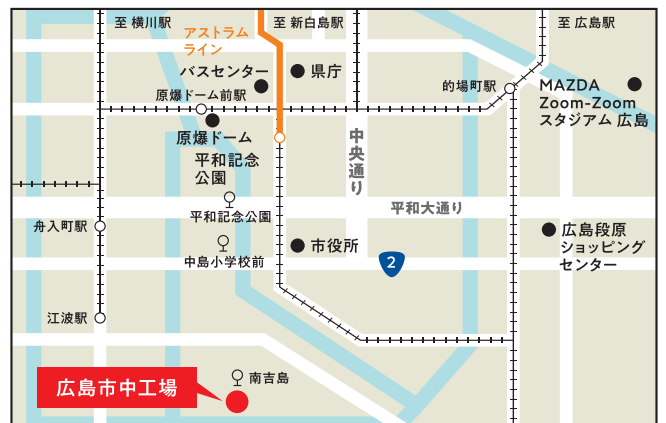 至 横川駅
至 新白島駅
至 広島駅
アストラム
ライン
バスセンター
県庁
原爆ドーム前駅
的場町駅
MAZDA
Zoom-Zoom
スタジアム 広島
原爆ドーム
平和記念
公園
中央通り
平和記念公園
平和大通り
舟入町駅
中島小学校前
市役所
2
広島段原
ショッピング
センター
江波駅
南吉島
広島市中工場